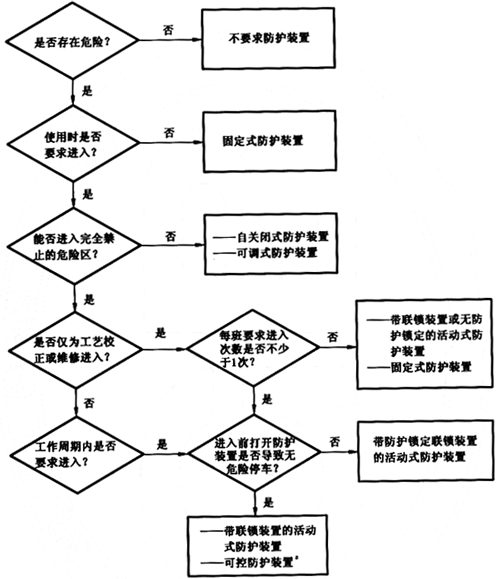 是否存在危险？
否
不要求防护装置
是
使用时是否
要求进入？
否
固定式防护装置
是
能否进入完全禁
止的危险区？
否
——自关闭式防护装置
——可调式防护装置
是
是否仅为工艺校
正或维修进入？
是
每班要求进入
次数是否不少
于1次？
否
——带联锁装置或无防
护锁定的活动式防
护装置
——固定式防护装置
否
是
工作周期内是否
要求进入？
是
进入前打开防护
装置是否导致无
危险停车？
否
带防护锁定联锁装置
的活动式防护装置
是
——带联锁装置的活动
式防护装置
——可控防护装置ª